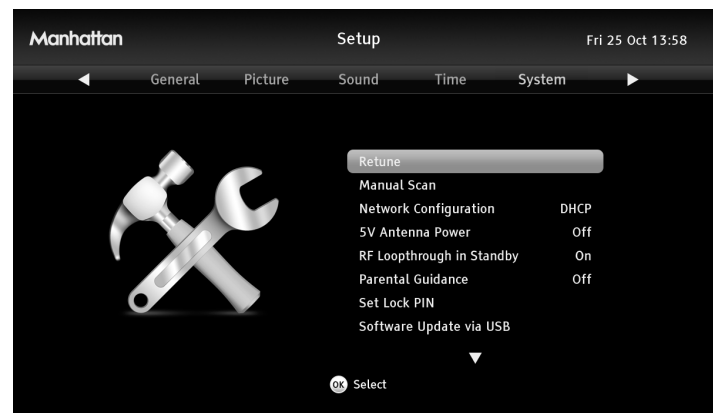 Manhattan Setup Fri 25 Oct 13:58
General Picture Sound Time System
Retune
Manual Scan
Network Configuration DHCP
5V Antenna Power Off
RF Loopthrough in Standby On
Parental Guidance Off
Set Lock PIN
Software Update via USB
OK Select